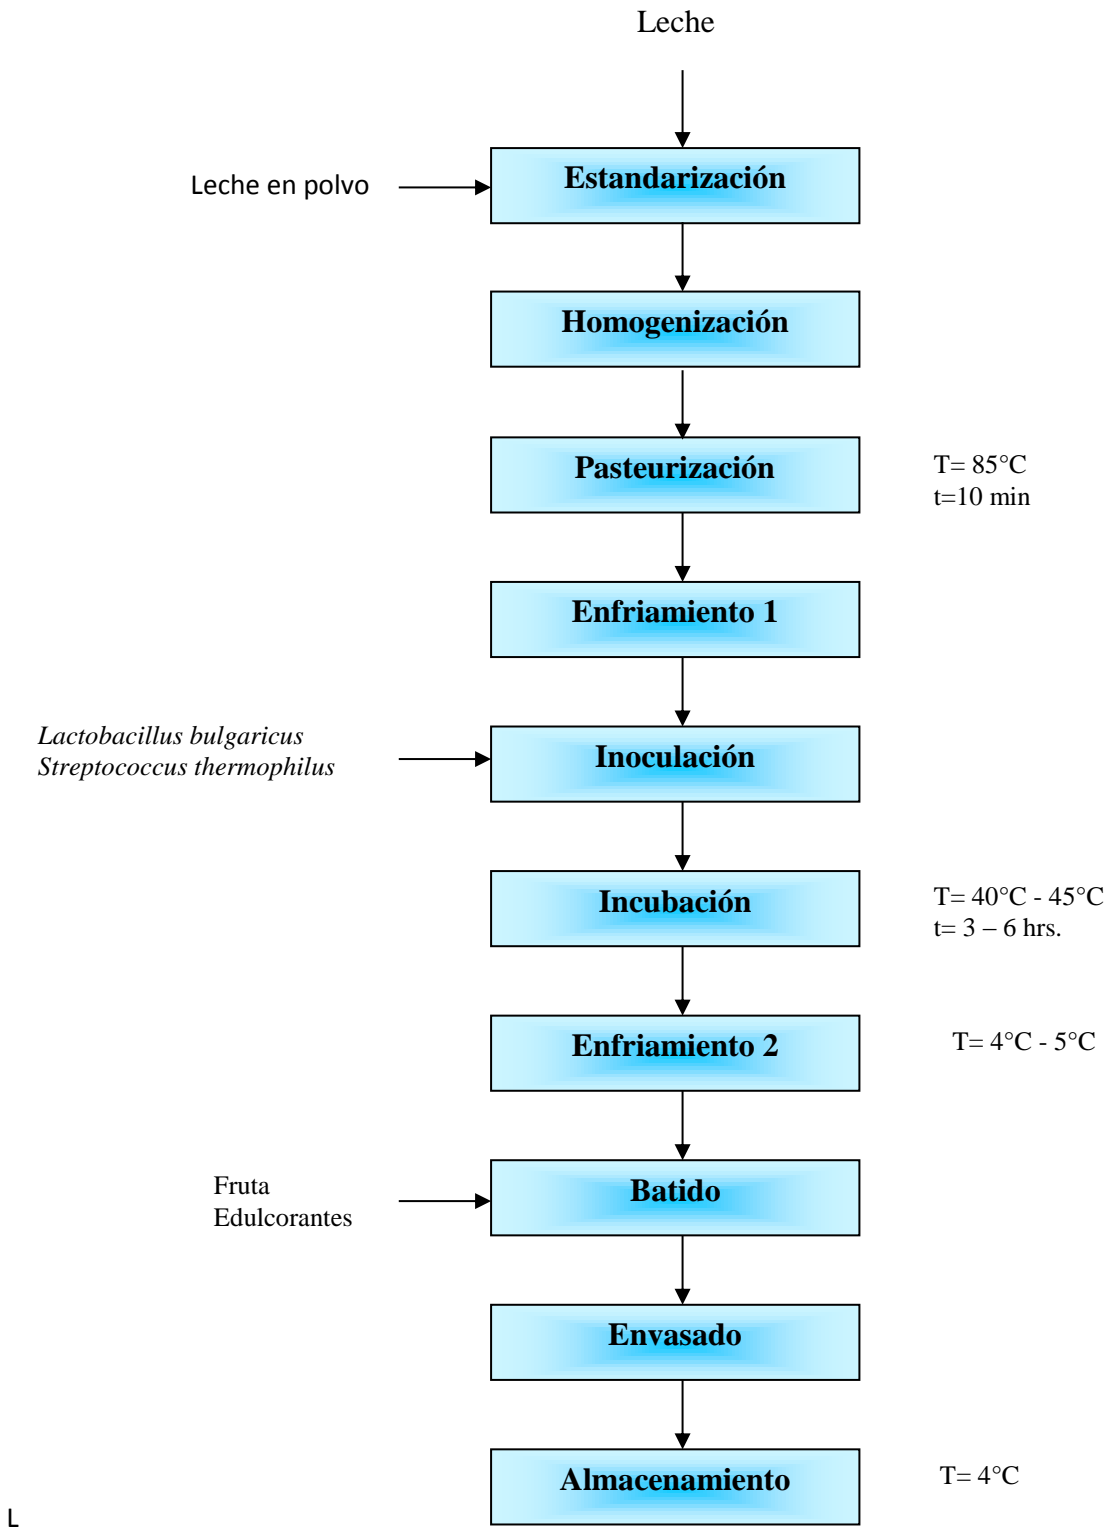 Leche
Leche en polvo
Estandarización
Homogenización
Pasteurización
T= 85°C
t=10 min
Enfriamiento 1
Lactobacillus bulgaricus
Streptococcus thermophilus
Inoculación
Incubación
T= 40°C - 45°C
t= 3 – 6 hrs.
Enfriamiento 2
T= 4°C - 5°C
Fruta
Edulcorantes
Batido
Envasado
Almacenamiento
T= 4°C
L